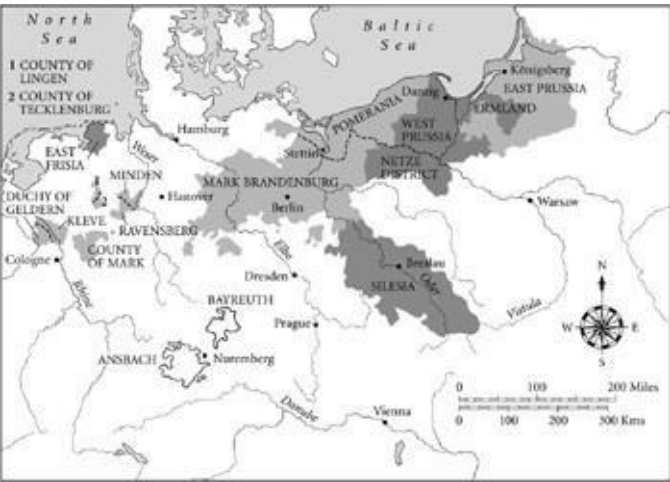 North
Sea
Baltic
Sea
1 COUNTY OF
LINGEN
2 COUNTY OF
TECKLENBURG
Königsberg
EAST PRUSSIA
Danzig
ERMLAND
POMERANIA
WEST
PRUSSIA
Hamburg
Stettin
EAST
FRISIA
Weser
NETZE
DISTRICT
MINDEN
MARK BRANDENBURG
1
2
Hanover
Berlin
Warsaw
DUCHY OF
GELDERN
KLEVE
RAVENSBERG
COUNTY
OF MARK
Cologne
Elbe
Breslau
Oder
Dresden
SILESIA
Rhine
BAYREUTH
Vistula
Prague
N
W
E
S
ANSBACH
Nuremberg
0 100 200 Miles
0 100 200 300 Kms
Danube
Vienna